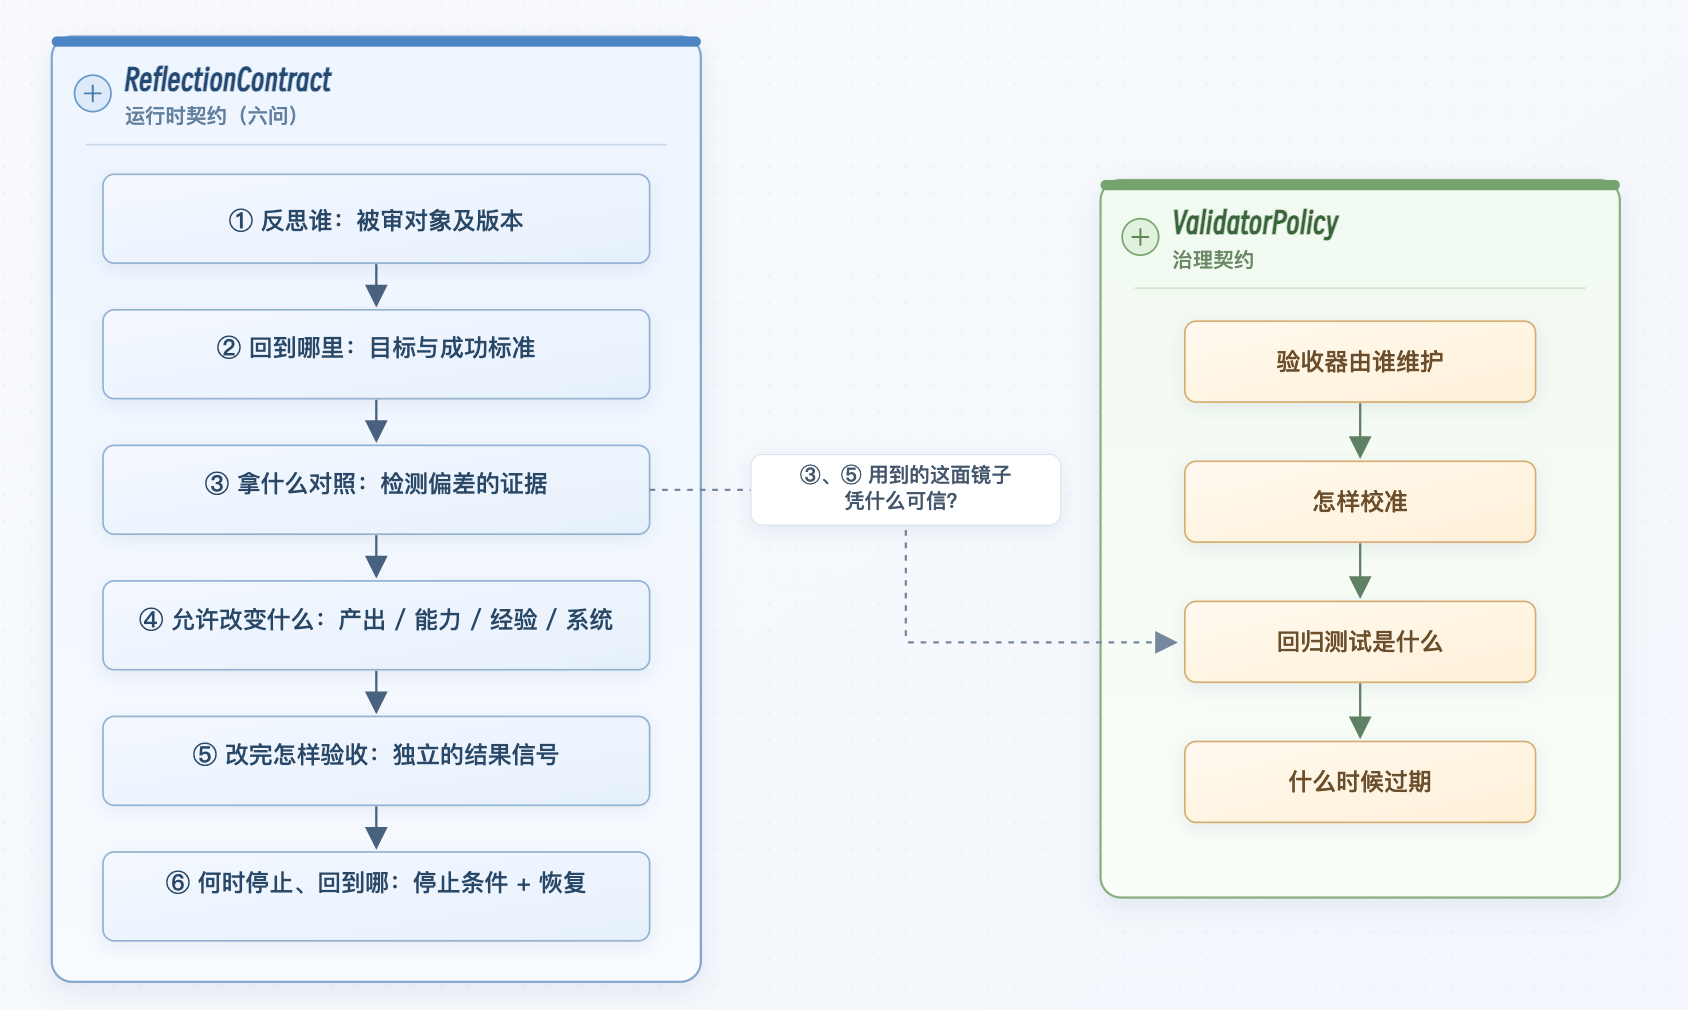 ReflectionContract
运行时契约（六问）
① 反思谁：被审对象及版本
② 回到哪里：目标与成功标准
③ 拿什么对照：检测偏差的证据
④ 允许改变什么：产出 / 能力 / 经验 / 系统
⑤ 改完怎样验收：独立的结果信号
⑥ 何时停止、回到哪：停止条件 + 恢复
③、⑤ 用到的这面镜子
凭什么可信?
ValidatorPolicy
治理契约
验收器由谁维护
怎样校准
回归测试是什么
什么时候过期